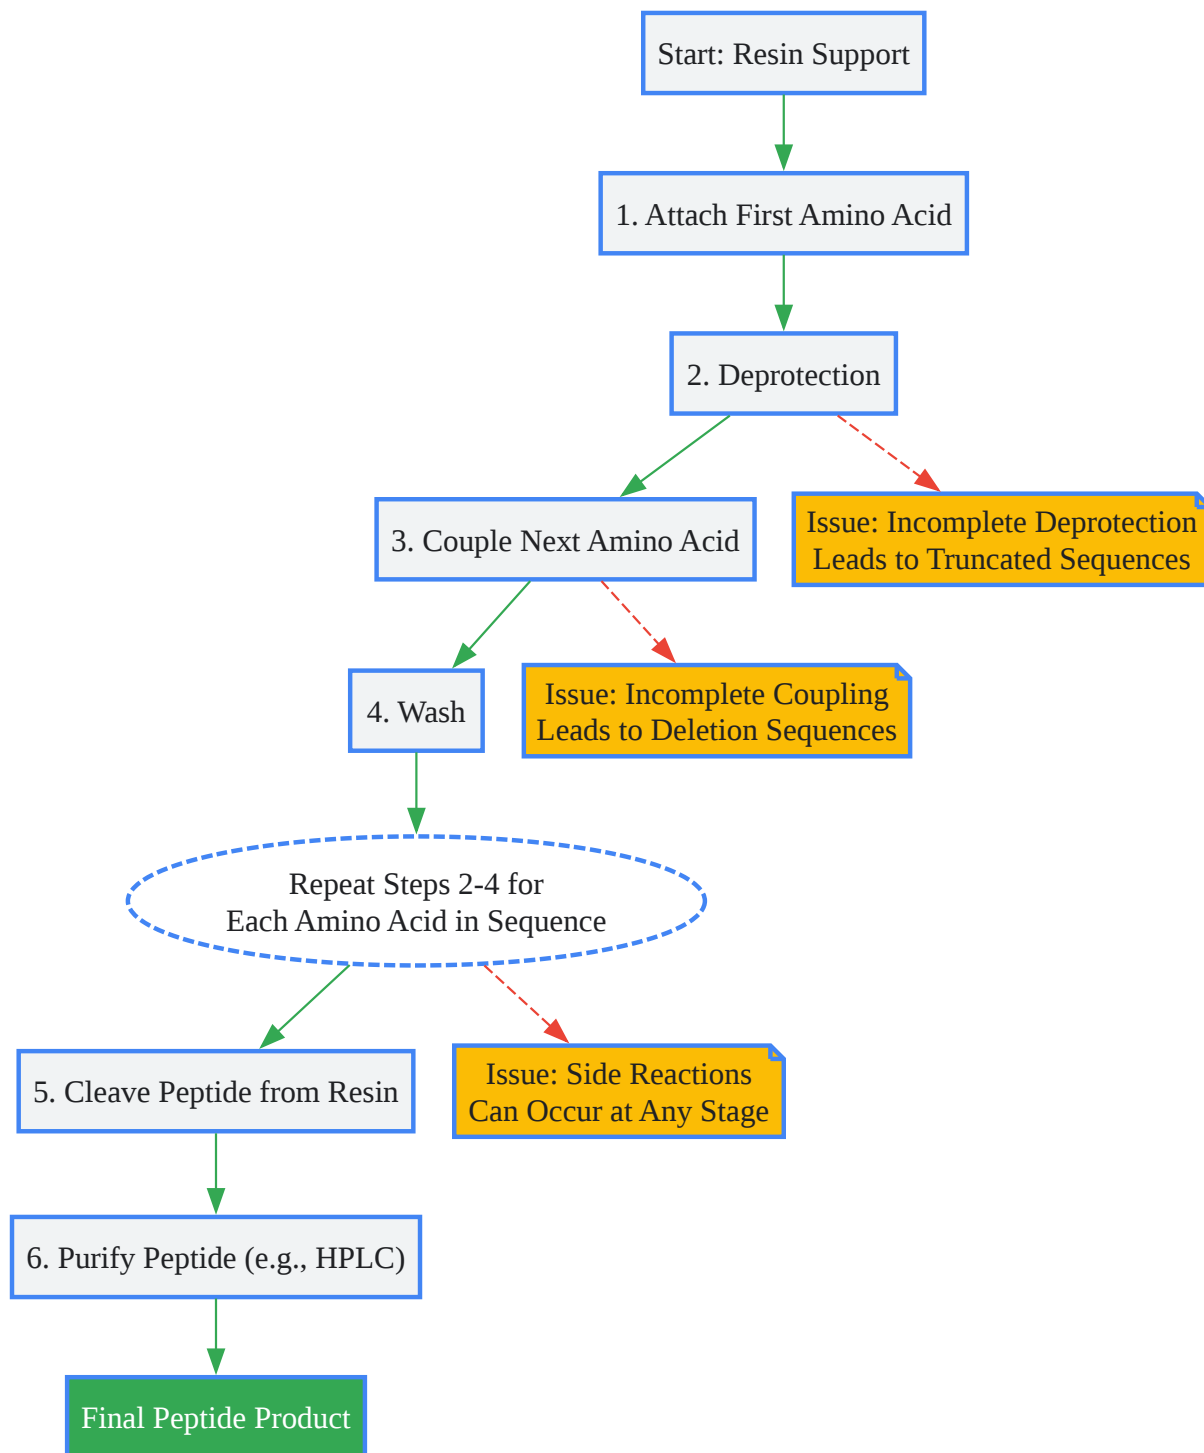 Start: Resin Support
1. Attach First Amino Acid
2. Deprotection
Issue: Incomplete Deprotection
Leads to Truncated Sequences
3. Couple Next Amino Acid
Issue: Incomplete Coupling
Leads to Deletion Sequences
4. Wash
Repeat Steps 2-4 for
Each Amino Acid in Sequence
5. Cleave Peptide from Resin
Issue: Side Reactions
Can Occur at Any Stage
6. Purify Peptide (e.g., HPLC)
Final Peptide Product